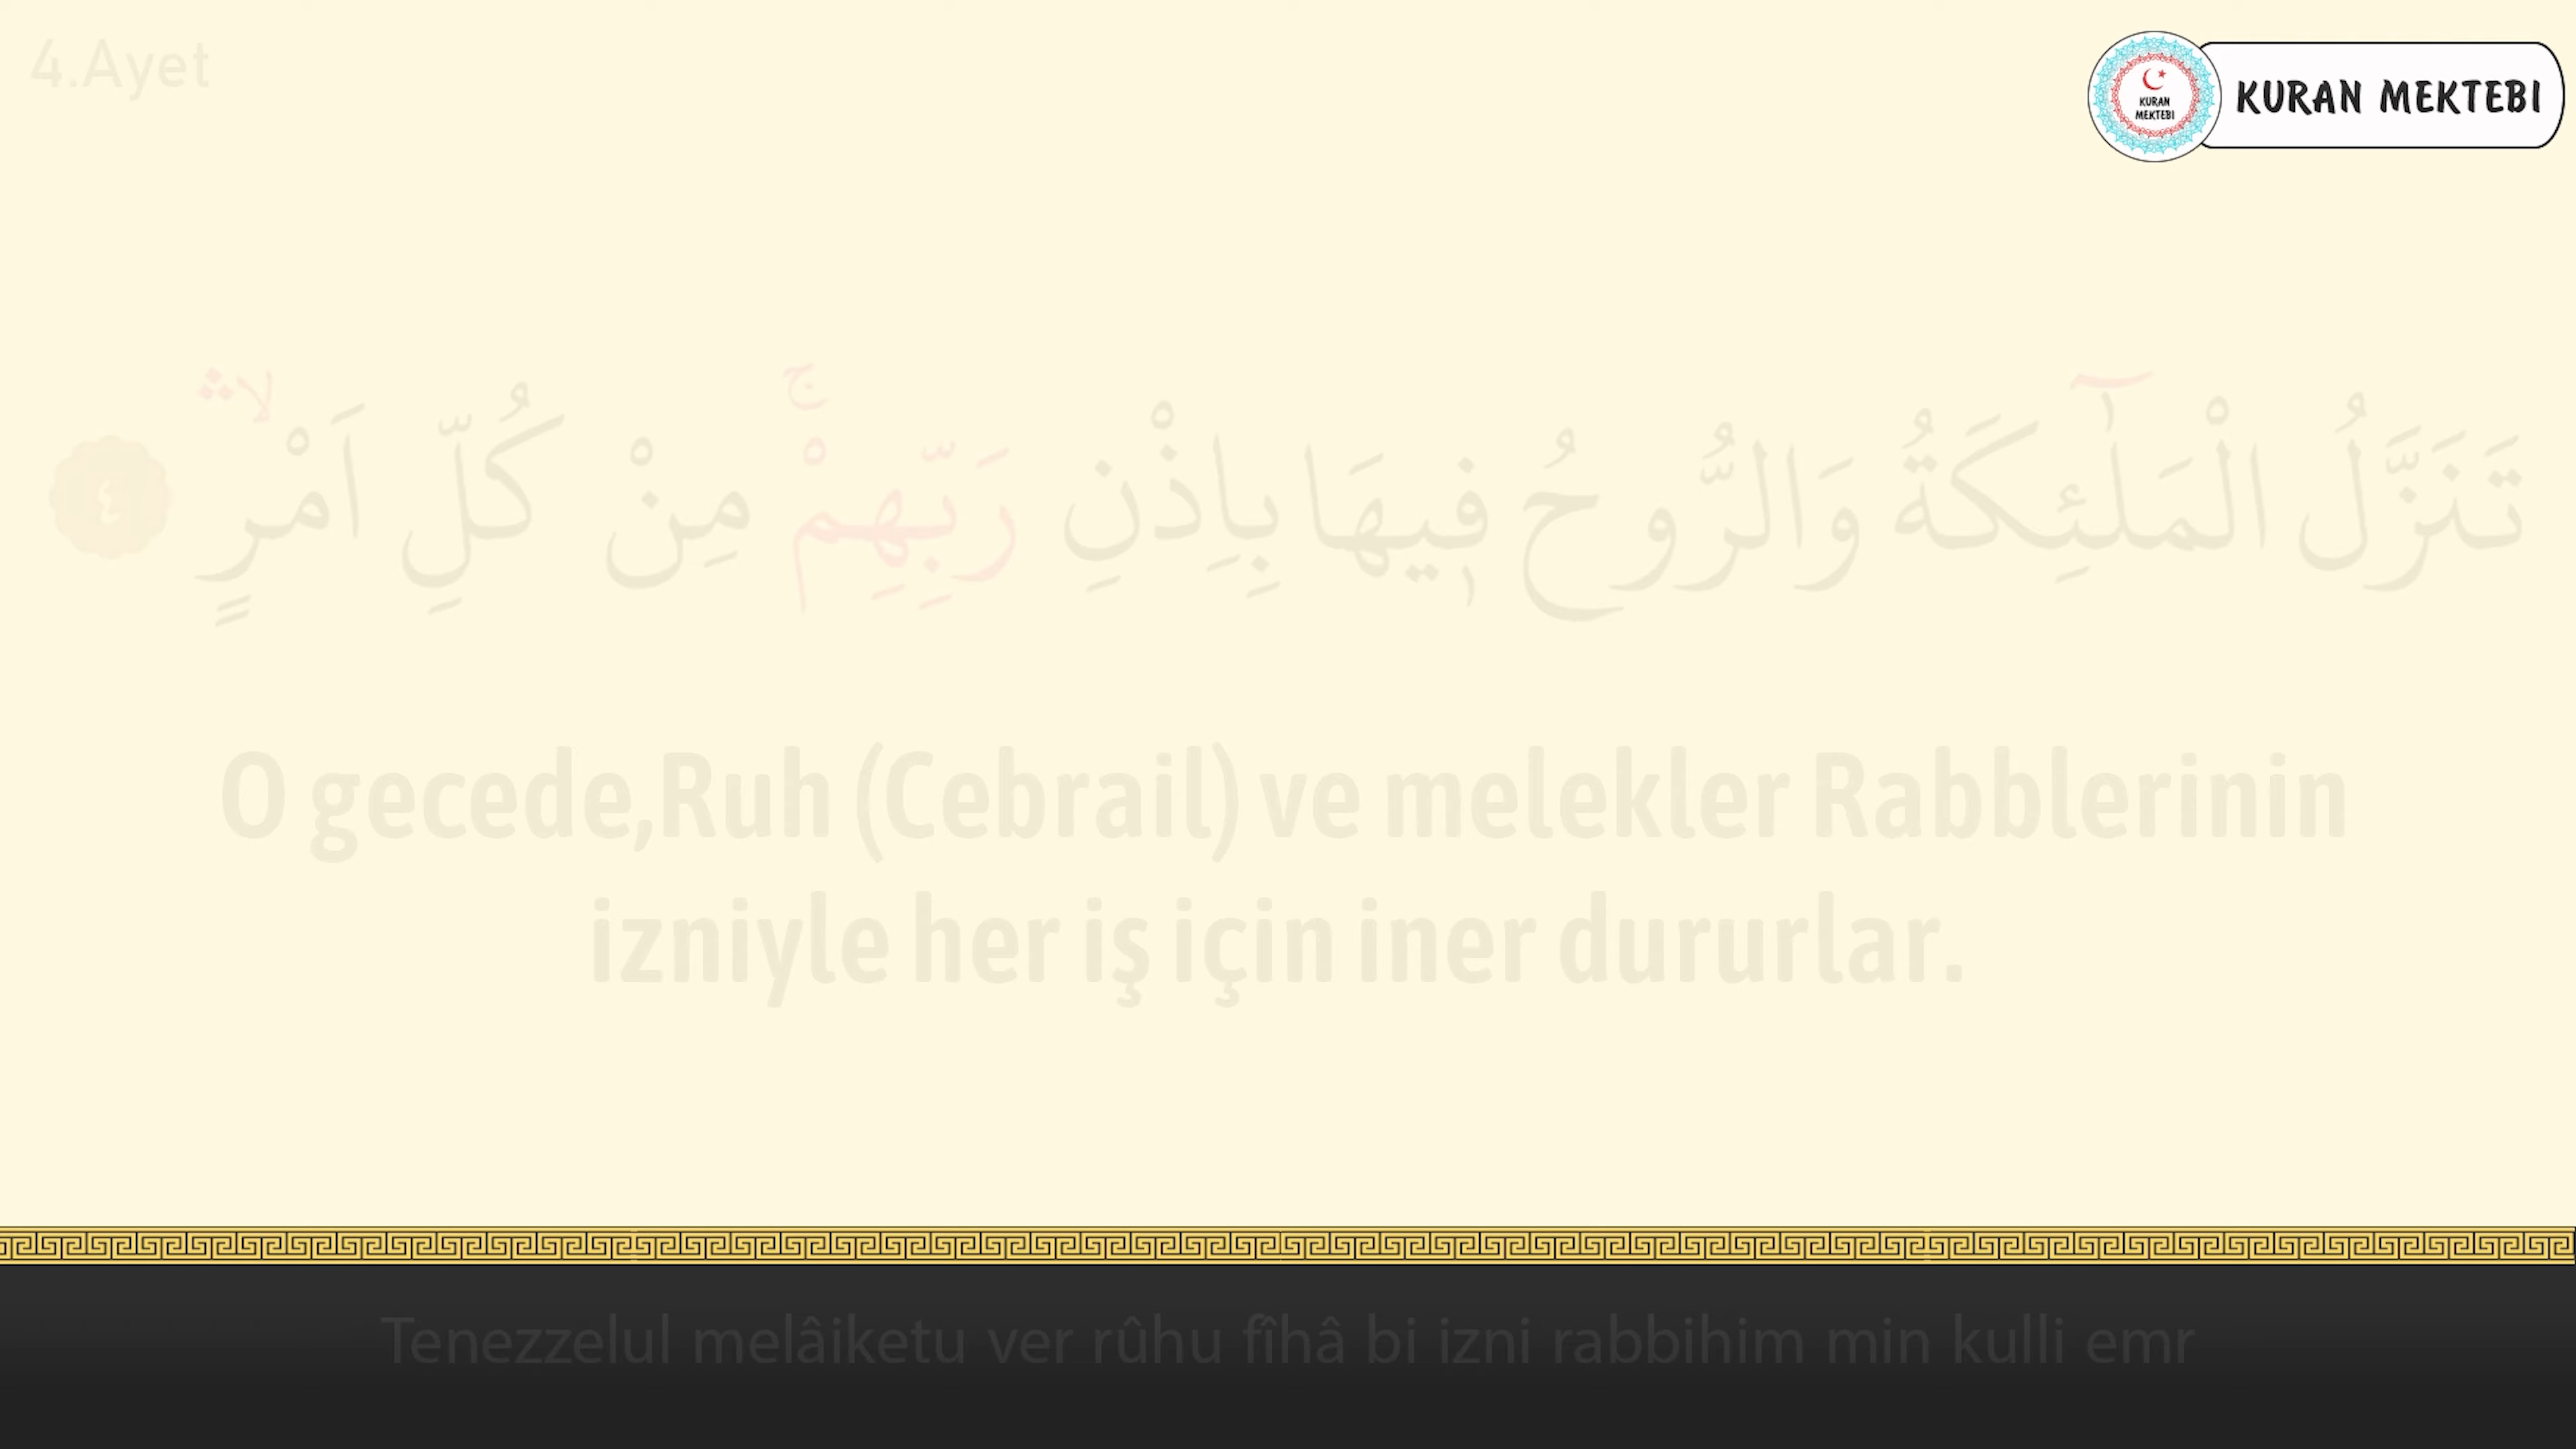 4.Ayet
KURAN
MEKTEBI
KURAN MEKTEBI
تَنَزَّلُ الْمَلٰٓئِكَةُ وَالرُّوحُ فٖيهَا بِاِذْنِ رَبِّهِمْۚ مِنْ كُلِّ اَمْرٍۙۛ ٤
O gecede,Ruh (Cebrail) ve melekler Rabblerinin
izniyle her iş için iner dururlar.
Tenezzelul melâiketu ver rûhu fîhâ bi izni rabbihim min kulli emr